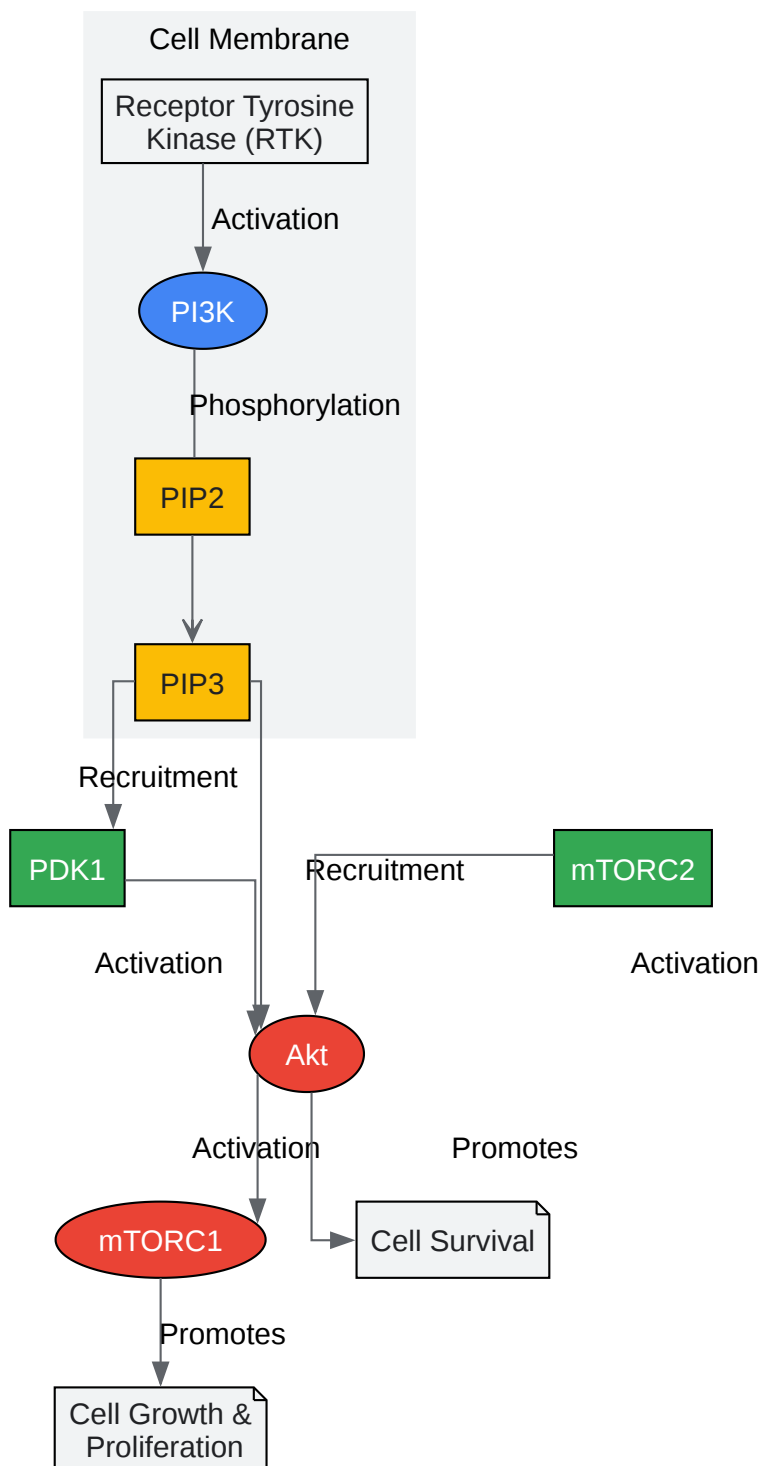 Cell Membrane
Receptor Tyrosine
Kinase (RTK)
Activation
PI3K
Phosphorylation
PIP2
PIP3
Recruitment
PDK1
Recruitment
mTORC2
Activation
Activation
Akt
Activation
Promotes
mTORC1
Cell Survival
Promotes
Cell Growth &
Proliferation